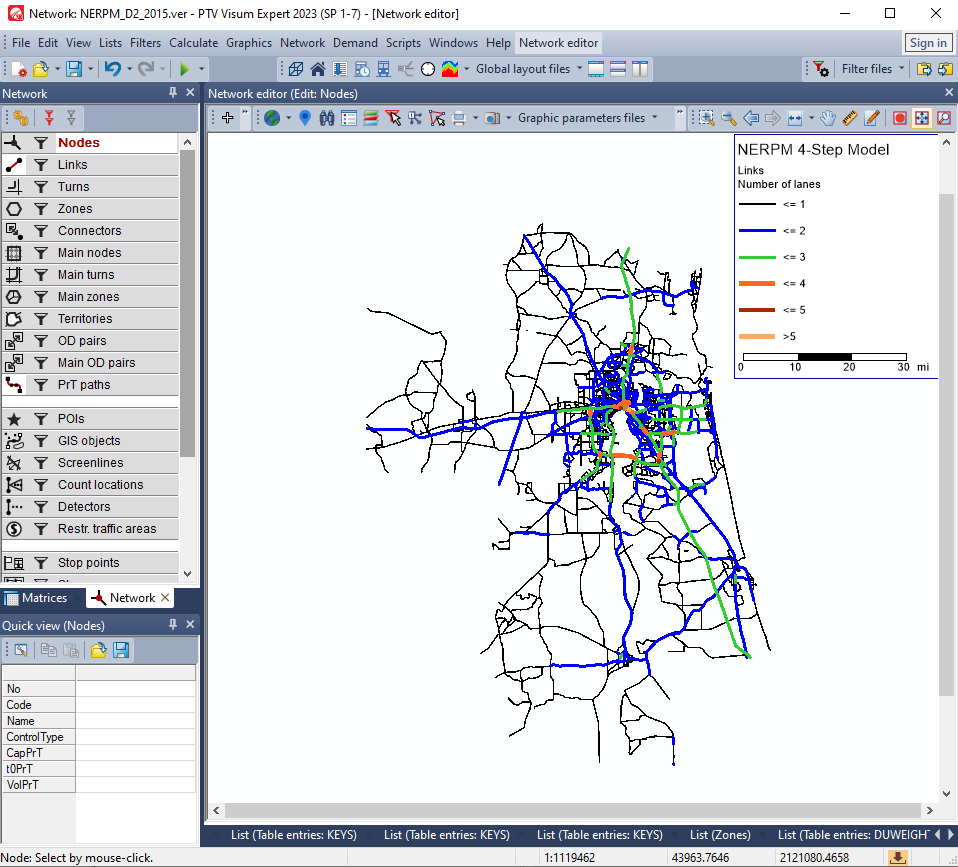 Network: NERPM_D2_2015.ver - PTV Visum Expert 2023 (SP 1-7) - [Network editor]
File Edit View Lists Filters Calculate Graphics Network Demand Scripts Windows Help Network editor Sign in
Global layout files Filter files
Network
Network editor (Edit: Nodes)
Graphic parameters files
Nodes
Links
Turns
Zones
Connectors
Main nodes
Main turns
Main zones
Territories
OD pairs
Main OD pairs
PrT paths
POIs
GIS objects
Screenlines
Count locations
Detectors
Restr. traffic areas
Stop points
Matrices Network
Quick view (Nodes)
No
Code
Name
ControlType
CapPrT
t0PrT
VolPrT
NERPM 4-Step Model
Links
Number of lanes
<= 1
<= 2
<= 3
<= 4
<= 5
>5
0 10 20 30 mi
List (Table entries: KEYS) List (Table entries: KEYS) List (Table entries: KEYS) List (Zones) List (Table entries: DUWEIGHT
Node: Select by mouse-click. 1:1119462 43963.7646 2121080.4658